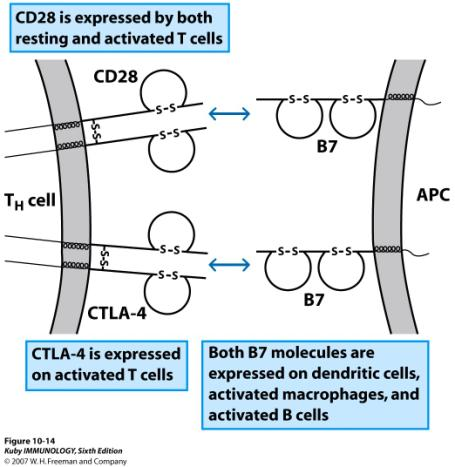 CD28 is expressed by both
resting and activated T cells
CD28
S–S
S–S
S–S
S–S
S–S
B7
TH cell
APC
S–S
S–S
S–S
S–S
S–S
B7
CTLA-4
CTLA-4 is expressed
on activated T cells
Both B7 molecules are
expressed on dendritic cells,
activated macrophages, and
activated B cells
Figure 10-14
Kuby IMMUNOLOGY, Sixth Edition
© 2007 W. H. Freeman and Company